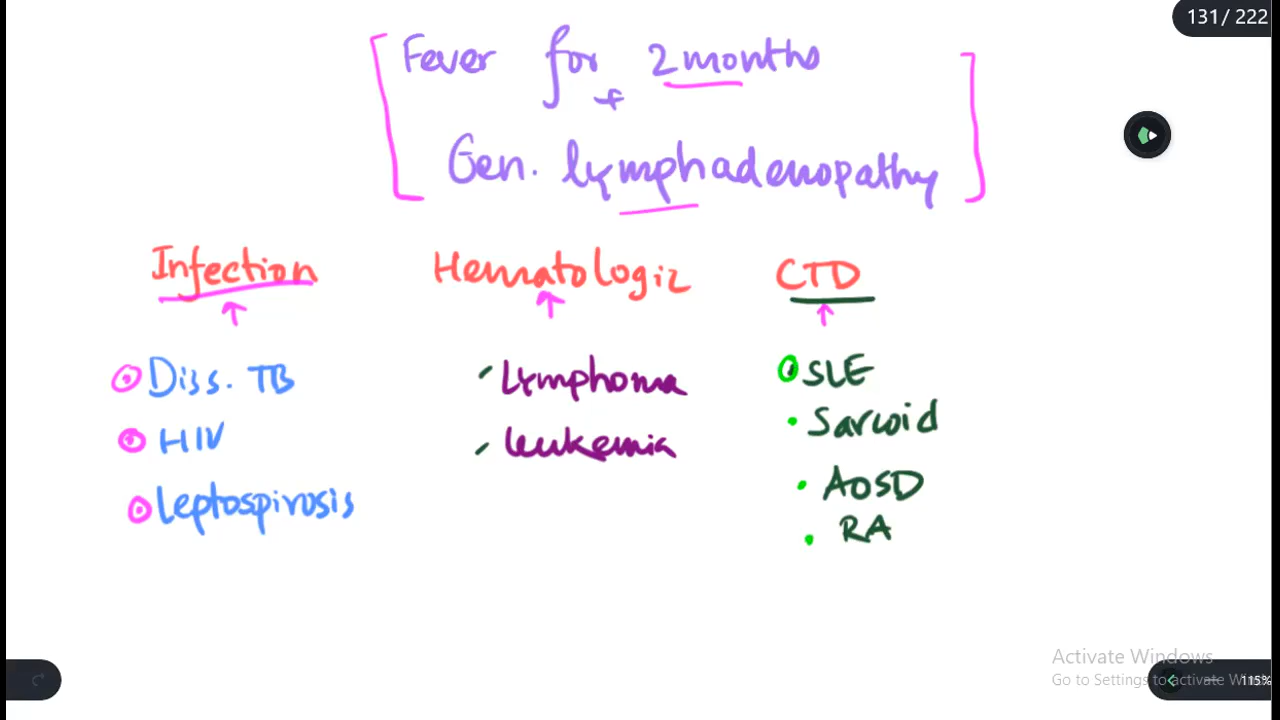 131 / 222
Fever for 2 months
+
Gen. lymphadenopathy
Infection Hematologic CTD
Diss. TB Lymphoma SLE
HIV leukemia Sarcoid
Leptospirosis AOSD
RA
Activate Windows
Go to Settings to activate Win
115%